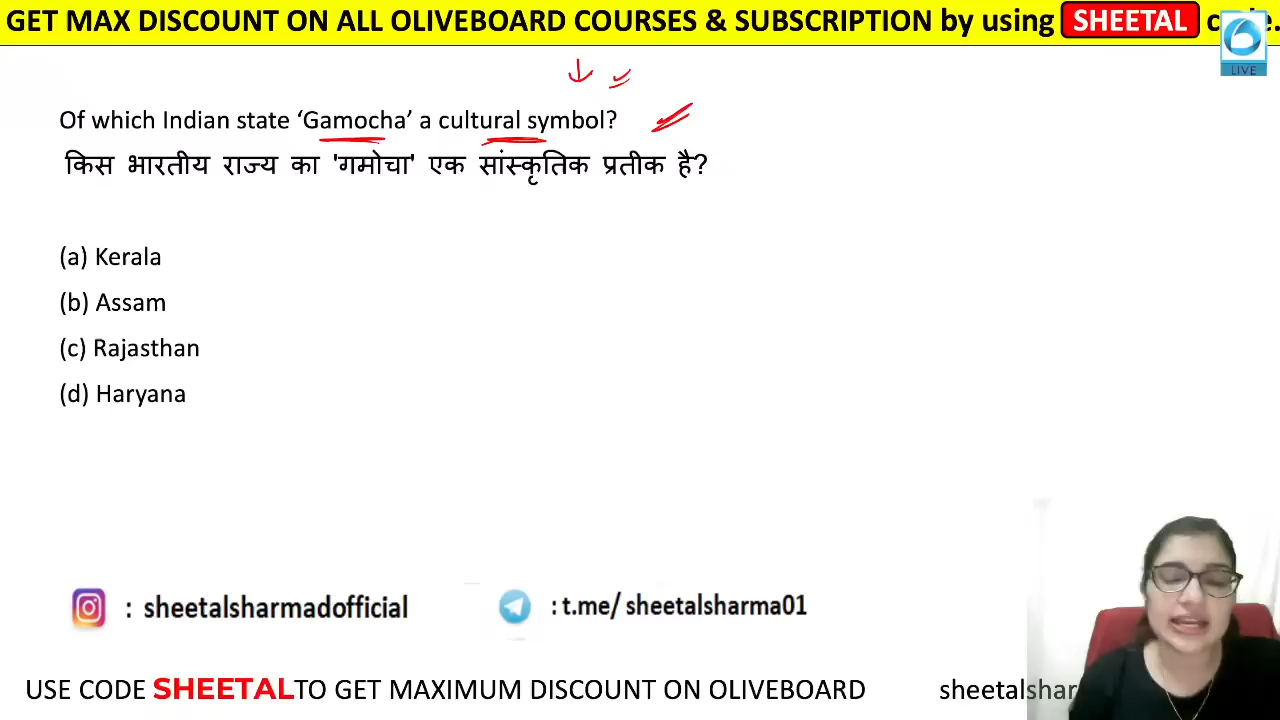 GET MAX DISCOUNT ON ALL OLIVEBOARD COURSES & SUBSCRIPTION by using SHEETAL code.
LIVE
Of which Indian state ‘Gamocha’ a cultural symbol?
किस भारतीय राज्य का 'गमोचा' एक सांस्कृतिक प्रतीक है?
(a) Kerala
(b) Assam
(c) Rajasthan
(d) Haryana
: sheetalsharmadofficial
: t.me/ sheetalsharma01
USE CODE SHEETALTO GET MAXIMUM DISCOUNT ON OLIVEBOARD
sheetalshar